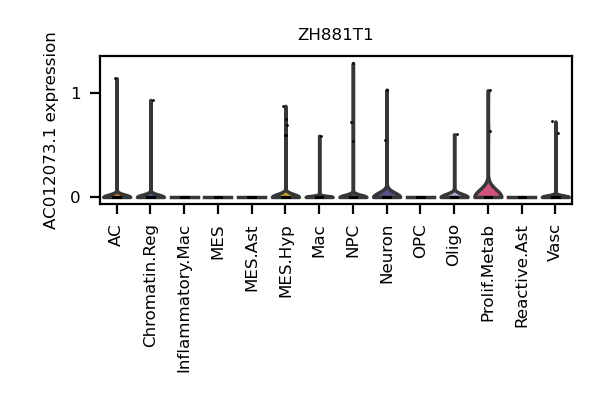 ZH881T1
AC012073.1 expression
1
0
AC
Chromatin.Reg
Inflammatory.Mac
MES
MES.Ast
MES.Hyp
Mac
NPC
Neuron
OPC
Oligo
Prolif.Metab
Reactive.Ast
Vasc